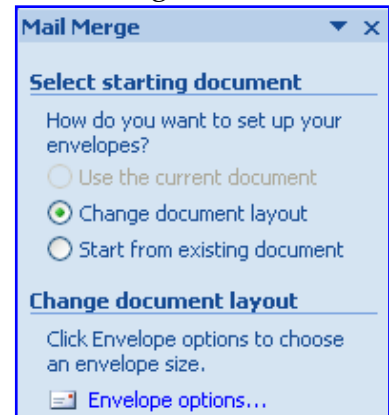 Mail Merge
Select starting document
How do you want to set up your
envelopes?
Use the current document
Change document layout
Start from existing document
Change document layout
Click Envelope options to choose
an envelope size.
Envelope options...